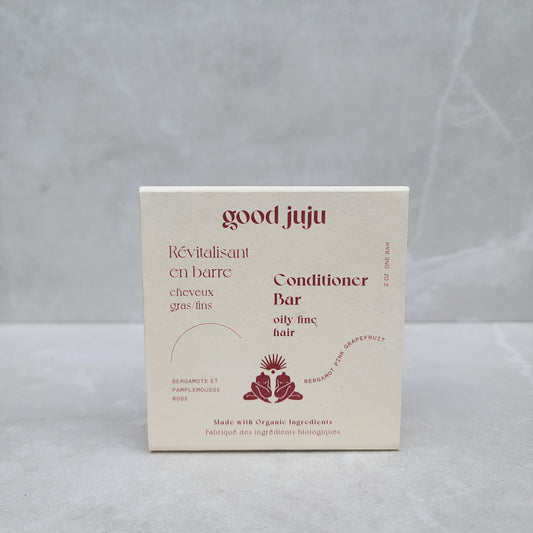 good juju
Révitalisant
en barre
cheveux
gras/fins
Conditioner
Bar
oily/fine
hair
2 OZ ONE BAR
BERGAMOTE ET
PAMPLEMOUSSE
ROSE
BERGAMOT PINK GRAPEFRUIT
Made with Organic Ingredients
Fabriqué des ingrédients biologiques